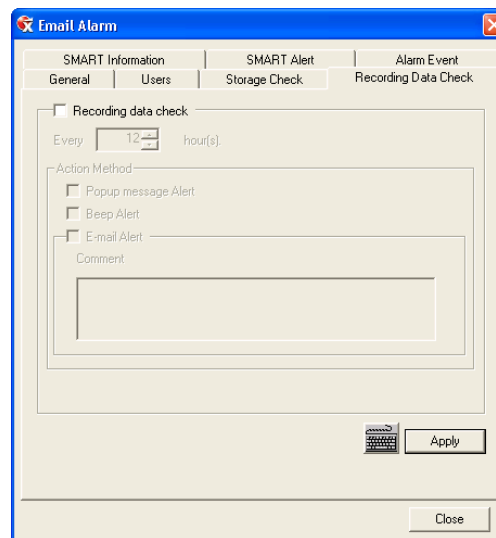 Email Alarm
SMART Information SMART Alert Alarm Event
General Users Storage Check Recording Data Check
Recording data check
Every 12 hour(s).
Action Method
Popup message Alert
Beep Alert
E-mail Alert
Comment
Apply
Close